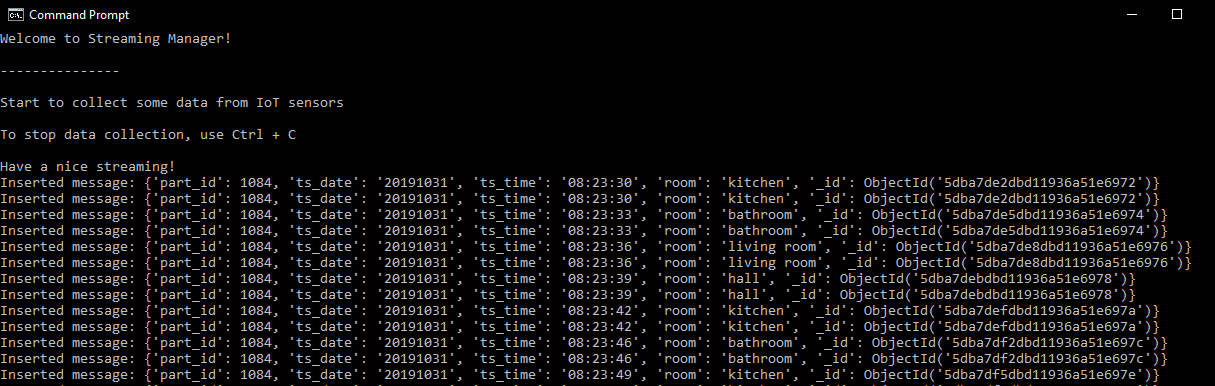 Command Prompt
Welcome to Streaming Manager!
---------------
Start to collect some data from IoT sensors
To stop data collection, use Ctrl + C
Have a nice streaming!
Inserted message: {'part_id': 1084, 'ts_date': '20191031', 'ts_time': '08:23:30', 'room': 'kitchen', '_id': ObjectId('5dba7de2dbd11936a51e6972')}
Inserted message: {'part_id': 1084, 'ts_date': '20191031', 'ts_time': '08:23:30', 'room': 'kitchen', '_id': ObjectId('5dba7de2dbd11936a51e6972')}
Inserted message: {'part_id': 1084, 'ts_date': '20191031', 'ts_time': '08:23:33', 'room': 'bathroom', '_id': ObjectId('5dba7de5dbd11936a51e6974')}
Inserted message: {'part_id': 1084, 'ts_date': '20191031', 'ts_time': '08:23:33', 'room': 'bathroom', '_id': ObjectId('5dba7de5dbd11936a51e6974')}
Inserted message: {'part_id': 1084, 'ts_date': '20191031', 'ts_time': '08:23:36', 'room': 'living room', '_id': ObjectId('5dba7de8dbd11936a51e6976')}
Inserted message: {'part_id': 1084, 'ts_date': '20191031', 'ts_time': '08:23:36', 'room': 'living room', '_id': ObjectId('5dba7de8dbd11936a51e6976')}
Inserted message: {'part_id': 1084, 'ts_date': '20191031', 'ts_time': '08:23:39', 'room': 'hall', '_id': ObjectId('5dba7debdbd11936a51e6978')}
Inserted message: {'part_id': 1084, 'ts_date': '20191031', 'ts_time': '08:23:39', 'room': 'hall', '_id': ObjectId('5dba7debdbd11936a51e6978')}
Inserted message: {'part_id': 1084, 'ts_date': '20191031', 'ts_time': '08:23:42', 'room': 'kitchen', '_id': ObjectId('5dba7defdbd11936a51e697a')}
Inserted message: {'part_id': 1084, 'ts_date': '20191031', 'ts_time': '08:23:42', 'room': 'kitchen', '_id': ObjectId('5dba7defdbd11936a51e697a')}
Inserted message: {'part_id': 1084, 'ts_date': '20191031', 'ts_time': '08:23:46', 'room': 'bathroom', '_id': ObjectId('5dba7df2dbd11936a51e697c')}
Inserted message: {'part_id': 1084, 'ts_date': '20191031', 'ts_time': '08:23:46', 'room': 'bathroom', '_id': ObjectId('5dba7df2dbd11936a51e697c')}
Inserted message: {'part_id': 1084, 'ts_date': '20191031', 'ts_time': '08:23:49', 'room': 'kitchen', '_id': ObjectId('5dba7df5dbd11936a51e697e')}